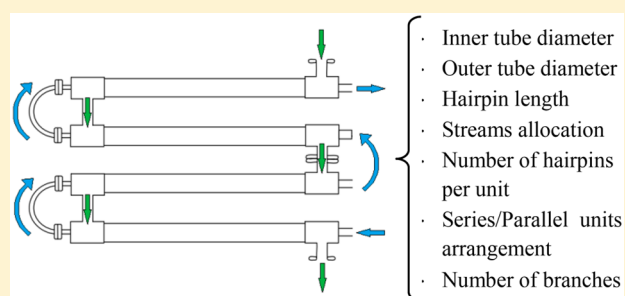 · Inner tube diameter
· Outer tube diameter
· Hairpin length
· Streams allocation
· Number of hairpins
per unit
· Series/Parallel units
arrangement
· Number of branches